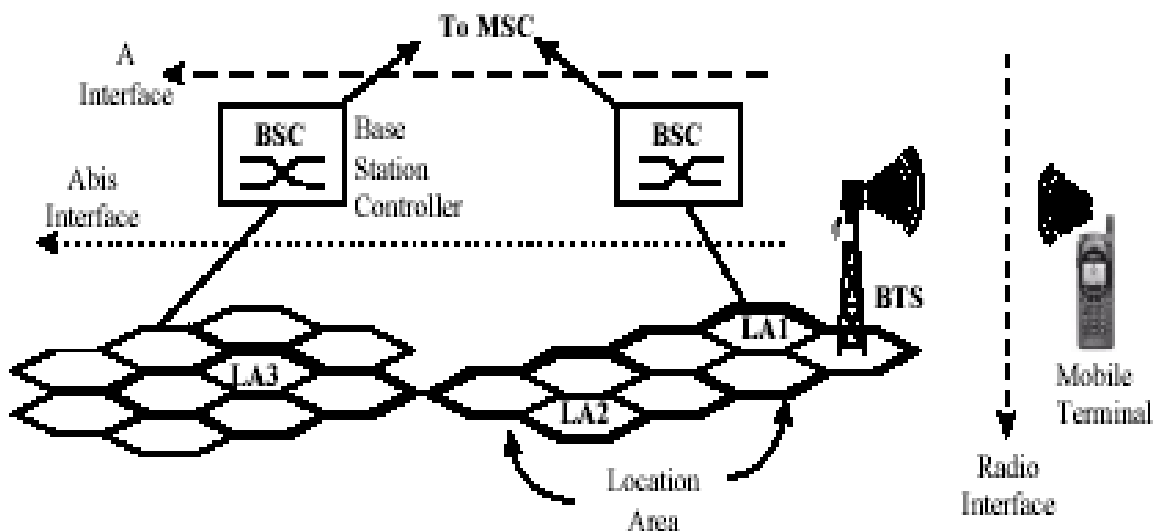 To MSC
A
Interface
BSC
Base
Station
Controller
BSC
Abis
Interface
BTS
LA1
LA3
LA2
Mobile
Terminal
Location
Area
Radio
Interface